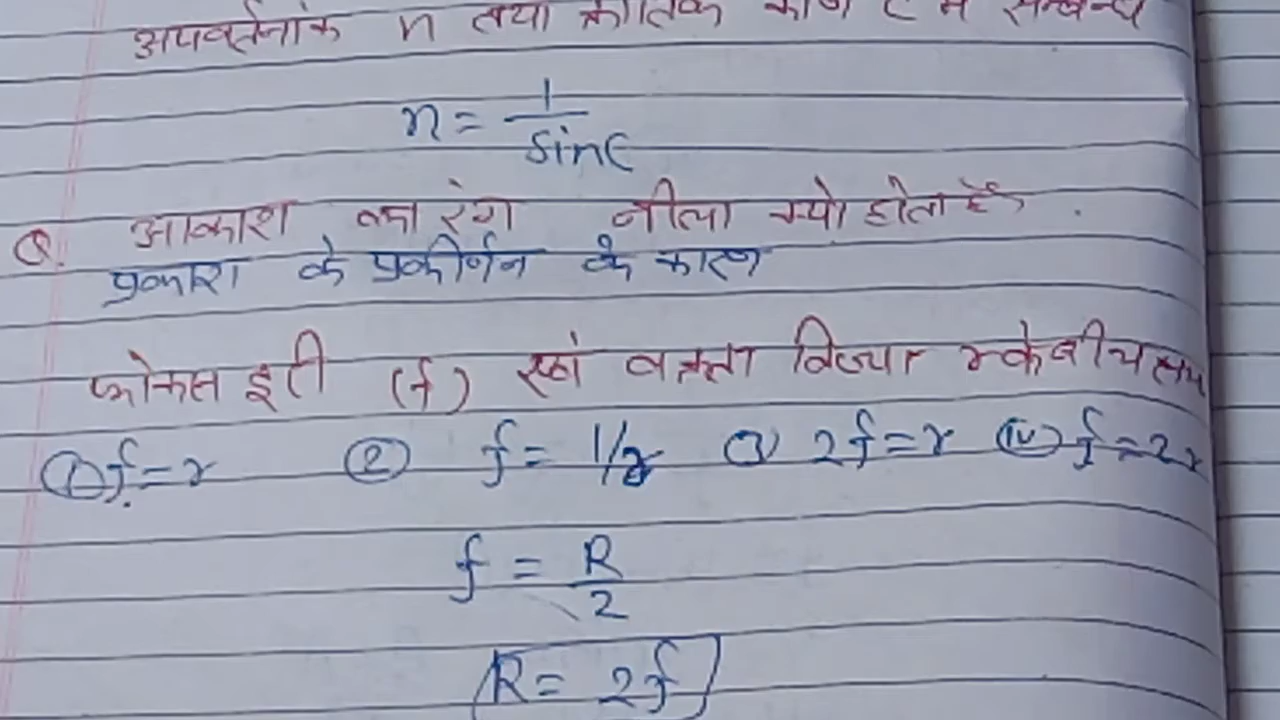 अपवर्तनांक n तथा क्रांतिक कोण C में सम्बन्ध
n = 1/sinC
Q. आकाश का रंग नीला क्यो होता है.
प्रकाश के प्रकीर्णन के कारण
फोकस दूरी (f) एवं वक्रता त्रिज्या r के बीच सम्ब
① f=r ② f = 1/r ③ 2f=r ④ f=2r
f = R/2
R = 2f